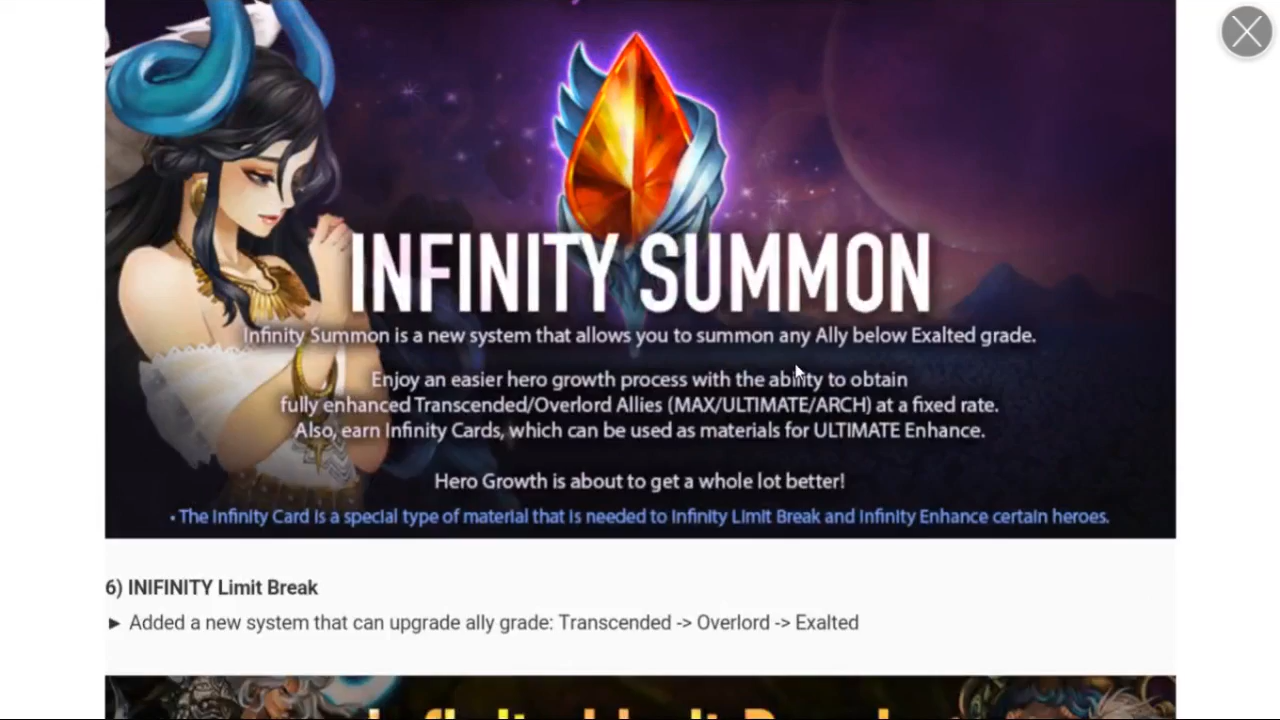 INFINITY SUMMON
Infinity Summon is a new system that allows you to summon any Ally below Exalted grade.
Enjoy an easier hero growth process with the ability to obtain
fully enhanced Transcended/Overlord Allies (MAX/ULTIMATE/ARCH) at a fixed rate.
Also, earn Infinity Cards, which can be used as materials for ULTIMATE Enhance.
Hero Growth is about to get a whole lot better!
• The Infinity Card is a special type of material that is needed to Infinity Limit Break and Infinity Enhance certain heroes.
6) INIFINITY Limit Break
► Added a new system that can upgrade ally grade: Transcended -> Overlord -> Exalted